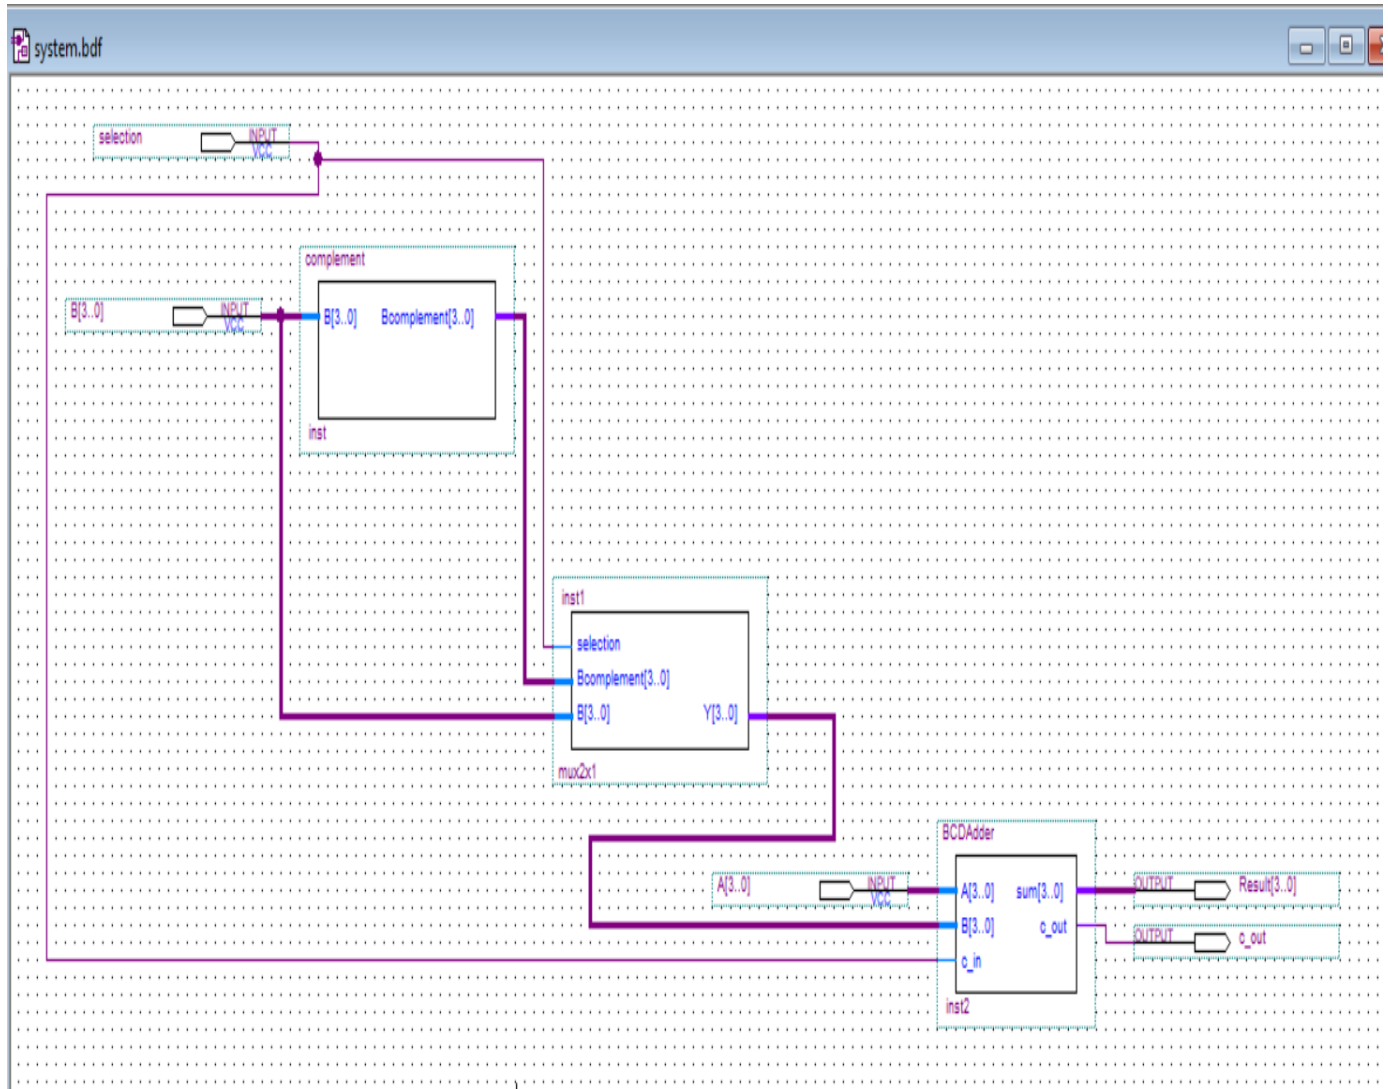 system.bdf
selection INPUT
VCC
complement
B[3..0] INPUT
VCC
B[3..0] Bcomplement[3..0]
inst
inst1
selection
Bcomplement[3..0]
B[3..0] Y[3..0]
mux2x1
BCDAdder
A[3..0] INPUT
VCC
A[3..0] sum[3..0]
OUTPUT Result[3..0]
B[3..0] c_out
OUTPUT c_out
c_in
inst2